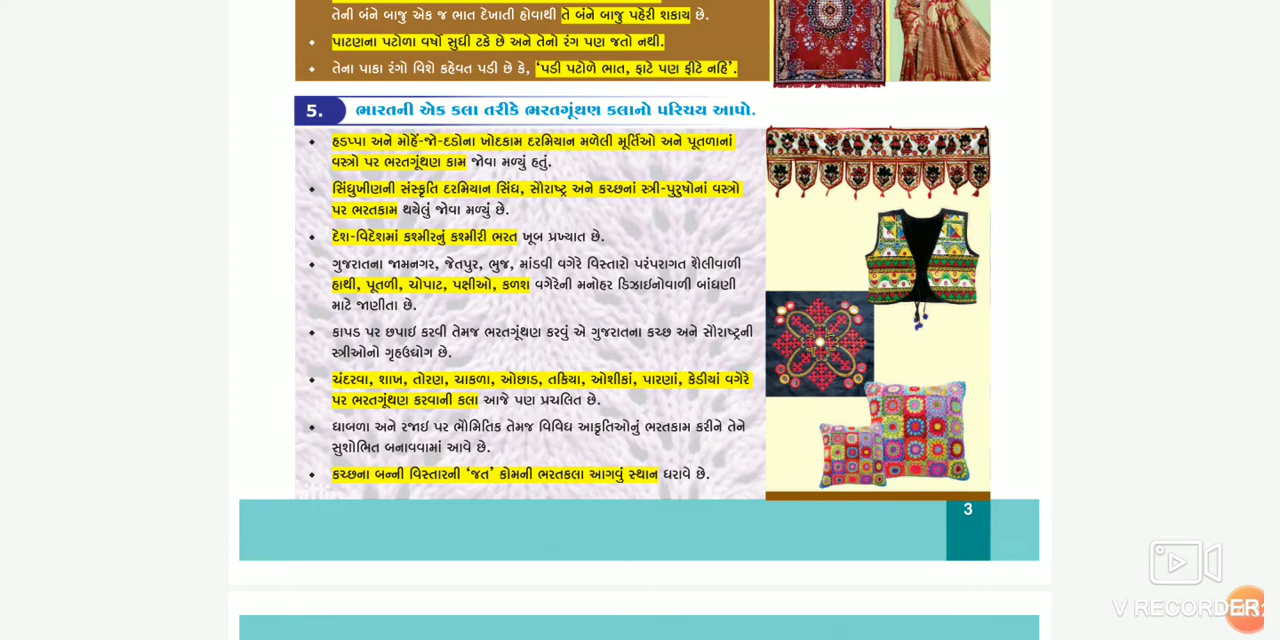 તેની બંને બાજુ એક જ ભાત દેખાતી હોવાથી તે બંને બાજુ પહેરી શકાય છે.
પાટણના પટોળા વર્ષો સુધી ટકે છે અને તેનો રંગ પણ જતો નથી.
તેના પાકા રંગો વિશે કહેવત પડી છે કે, ‘પડી પટોળે ભાત, ફાટે પણ ફીટે નહિ’.
5. ભારતની એક કલા તરીકે ભરતગૂંથણ કલાનો પરિચય આપો.
હડપ્પા અને મોહેં-જો-દડોના ખોદકામ દરમિયાન મળેલી મૂર્તિઓ અને પૂતળાનાં
વસ્ત્રો પર ભરતગૂંથણ કામ જોવા મળ્યું હતું.
સિંધુખીણની સંસ્કૃતિ દરમિયાન સિંધ, સૌરાષ્ટ્ર અને કચ્છનાં સ્ત્રી-પુરુષોનાં વસ્ત્રો
પર ભરતકામ થયેલું જોવા મળ્યું છે.
દેશ-વિદેશમાં કશ્મીરનું કશ્મીરી ભરત ખૂબ પ્રખ્યાત છે.
ગુજરાતના જામનગર, જેતપુર, ભુજ, માંડવી વગેરે વિસ્તારો પરંપરાગત શૈલીવાળી
હાથી, પૂતળી, ચોપાટ, પક્ષીઓ, કળશ વગેરેની મનોહર ડિઝાઇનોવાળી બાંધણી
માટે જાણીતા છે.
કાપડ પર છપાઇ કરવી તેમજ ભરતગૂંથણ કરવું એ ગુજરાતના કચ્છ અને સૌરાષ્ટ્રની
સ્ત્રીઓનો ગૃહઉદ્યોગ છે.
ચંદરવા, શાખ, તોરણ, ચાકળા, ઓછાડ, તકિયા, ઓશીકાં, પારણાં, કેડીયાં વગેરે
પર ભરતગૂંથણ કરવાની કલા આજે પણ પ્રચલિત છે.
ધાબળા અને રજાઈ પર ભૌમિતિક તેમજ વિવિધ આકૃતિઓનું ભરતકામ કરીને તેને
સુશોભિત બનાવવામાં આવે છે.
કચ્છના બન્ની વિસ્તારની ‘જત’ કોમની ભરતકલા આગવું સ્થાન ધરાવે છે.
3
V RECORDER